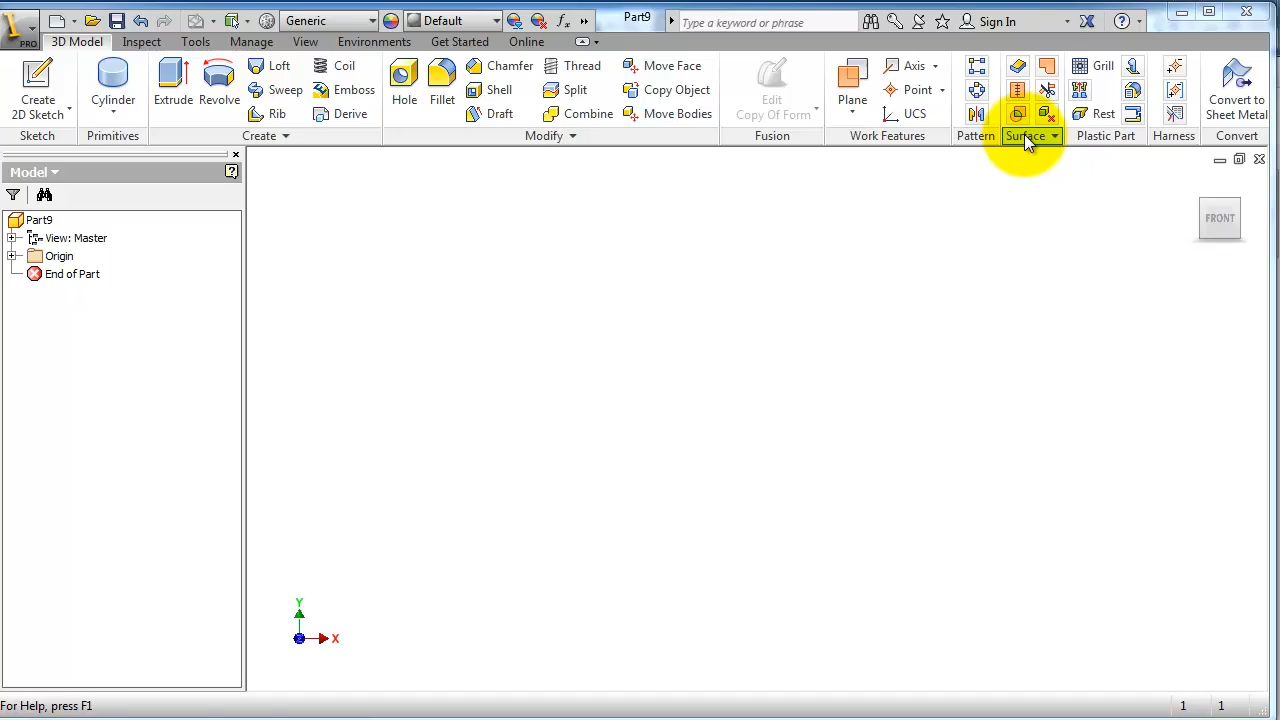 PRO
Generic
Default
Part9
Type a keyword or phrase
Sign In
3D Model
Inspect
Tools
Manage
View
Environments
Get Started
Online
Create
2D Sketch
Sketch
Cylinder
Primitives
Extrude
Revolve
Loft
Coil
Sweep
Emboss
Rib
Derive
Create
Hole
Fillet
Chamfer
Thread
Move Face
Shell
Split
Copy Object
Draft
Combine
Move Bodies
Modify
Edit
Copy Of Form
Fusion
Plane
Axis
Point
UCS
Work Features
Pattern
Surface
Grill
Rest
Plastic Part
Harness
Convert to
Sheet Metal
Convert
Model
Part9
View: Master
Origin
End of Part
FRONT
Y
Z
X
For Help, press F1
1
1